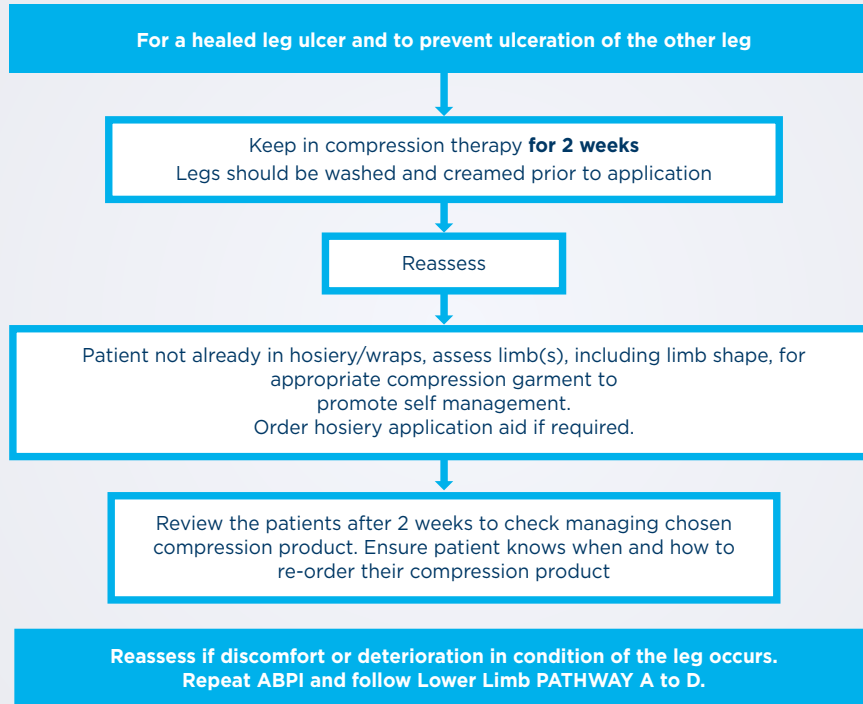 For a healed leg ulcer and to prevent ulceration of the other leg
Keep in compression therapy for 2 weeks
Legs should be washed and creamed prior to application
Reassess
Patient not already in hosiery/wraps, assess limb(s), including limb shape, for
appropriate compression garment to
promote self management.
Order hosiery application aid if required.
Review the patients after 2 weeks to check managing chosen
compression product. Ensure patient knows when and how to
re-order their compression product
Reassess if discomfort or deterioration in condition of the leg occurs.
Repeat ABPI and follow Lower Limb PATHWAY A to D.